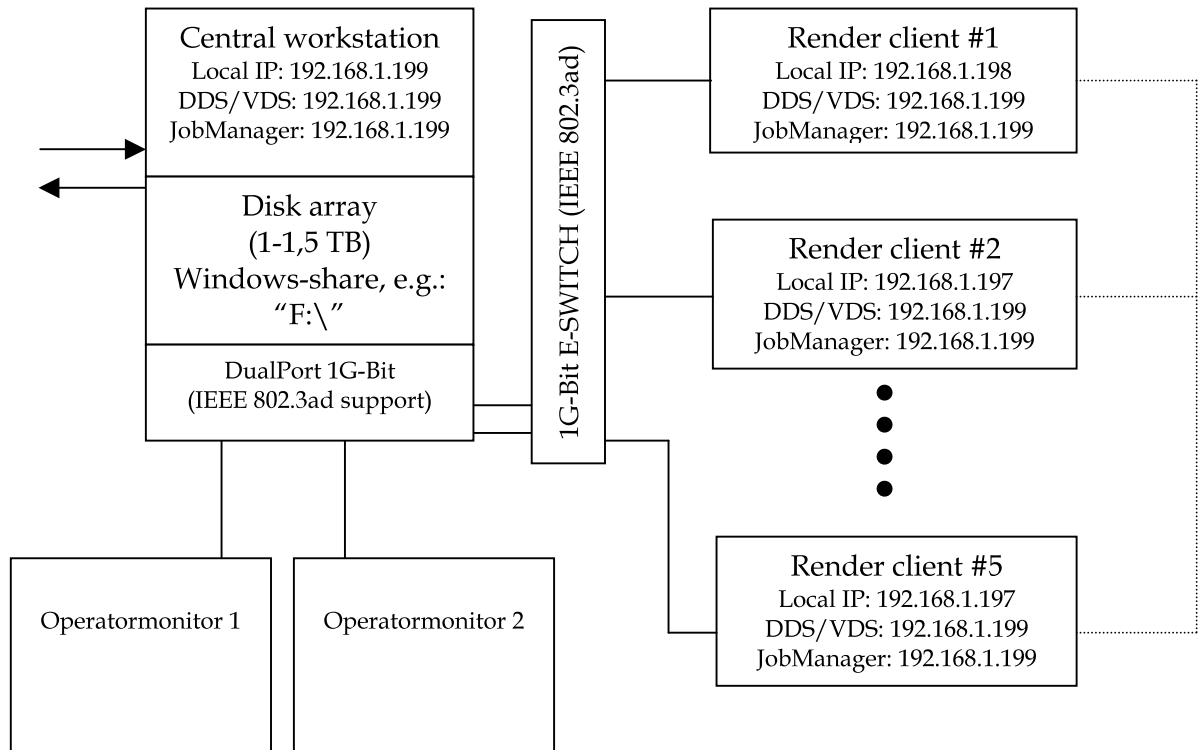 Central workstation
Local IP: 192.168.1.199
DDS/VDS: 192.168.1.199
JobManager: 192.168.1.199
Disk array
(1-1,5 TB)
Windows-share, e.g.:
“F:\”
DualPort 1G-Bit
(IEEE 802.3ad support)
Operatormonitor 1
Operatormonitor 2
1G-Bit E-SWITCH (IEEE 802.3ad)
Render client #1
Local IP: 192.168.1.198
DDS/VDS: 192.168.1.199
JobManager: 192.168.1.199
Render client #2
Local IP: 192.168.1.197
DDS/VDS: 192.168.1.199
JobManager: 192.168.1.199
Render client #5
Local IP: 192.168.1.197
DDS/VDS: 192.168.1.199
JobManager: 192.168.1.199